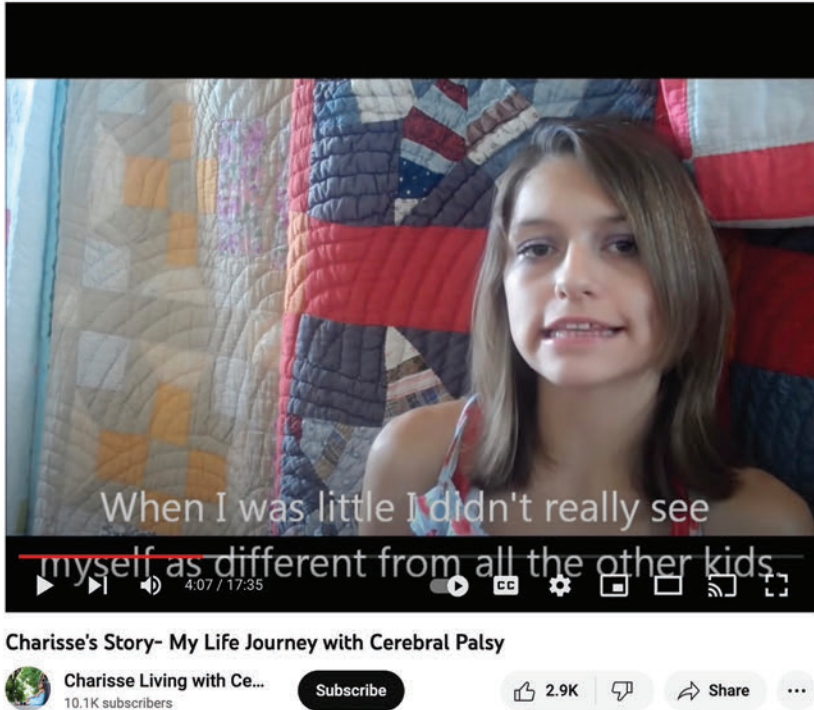 When I was little I didn't really see
myself as different from all the other kids
4:07 / 17:35
CC
Charisse's Story- My Life Journey with Cerebral Palsy
Charisse Living with Ce...
10.1K subscribers
Subscribe
2.9K
Share